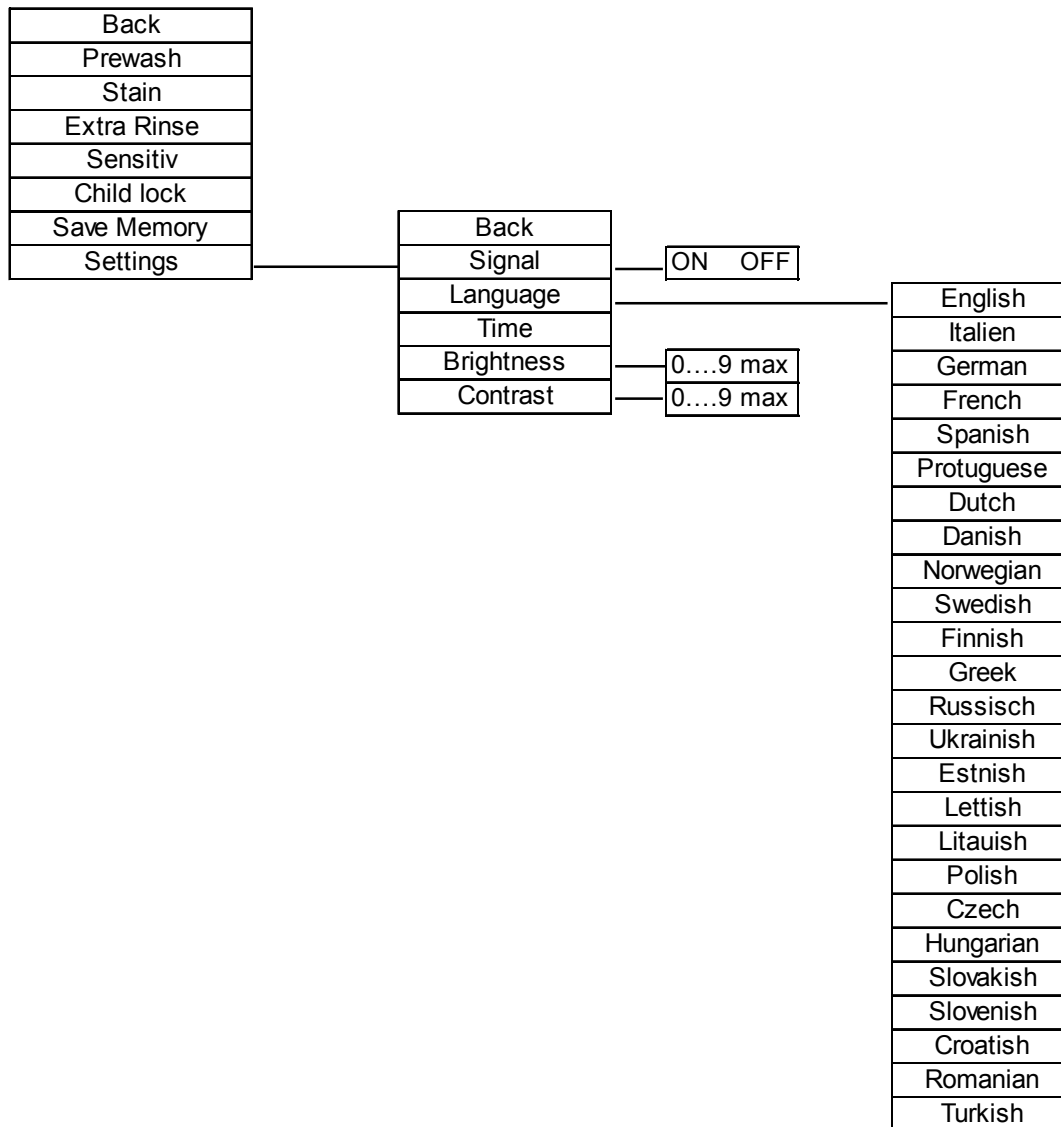 Back
Prewash
Stain
Extra Rinse
Sensitiv
Child lock
Save Memory
Settings
Back
Signal
Language
Time
Brightness
Contrast
ON OFF
0....9 max
0....9 max
English
Italien
German
French
Spanish
Protuguese
Dutch
Danish
Norwegian
Swedish
Finnish
Greek
Russisch
Ukrainish
Estnish
Lettish
Litauish
Polish
Czech
Hungarian
Slovakish
Slovenish
Croatish
Romanian
Turkish